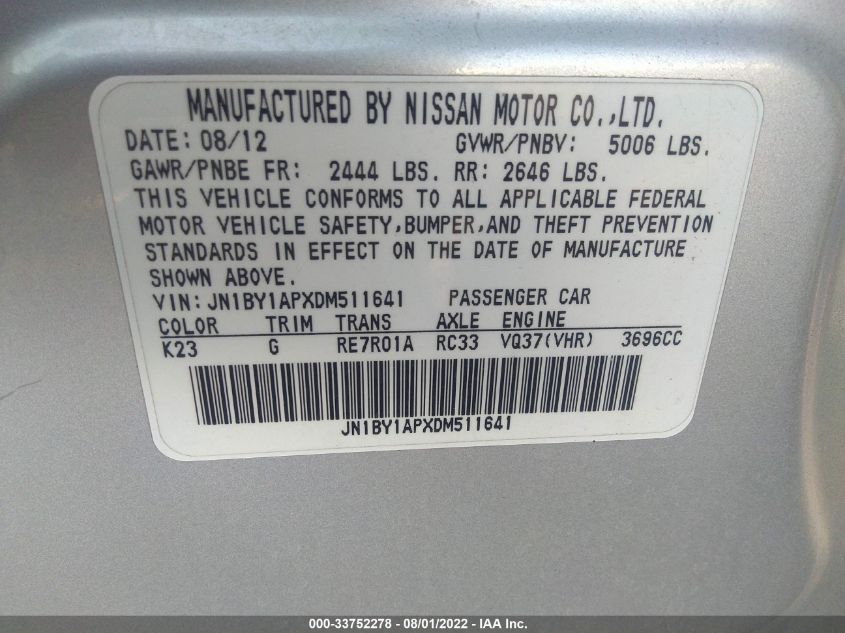 MANUFACTURED BY NISSAN MOTOR CO.,LTD.
DATE: 08/12 GVWR/PNBV: 5006 LBS.
GAWR/PNBE FR: 2444 LBS. RR: 2646 LBS.
THIS VEHICLE CONFORMS TO ALL APPLICABLE FEDERAL
MOTOR VEHICLE SAFETY,BUMPER,AND THEFT PREVENTION
STANDARDS IN EFFECT ON THE DATE OF MANUFACTURE
SHOWN ABOVE.
VIN:JN1BY1APXDM511641 PASSENGER CAR
COLOR TRIM TRANS AXLE ENGINE
K23 G RE7R01A RC33 VQ37(VHR) 3696CC
JN1BY1APXDM511641
000-33752278 - 08/01/2022 - IAA Inc.